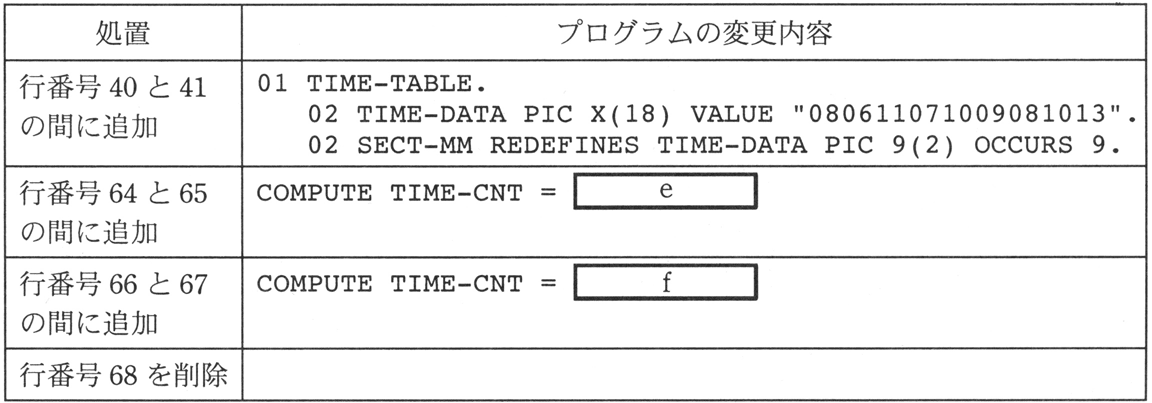 処置 プログラムの変更内容
行番号 40 と 41 01 TIME-TABLE.
の間に追加 02 TIME-DATA PIC X(18) VALUE "080611071009081013".
02 SECT-MM REDEFINES TIME-DATA PIC 9(2) OCCURS 9.
行番号 64 と 65 COMPUTE TIME-CNT = e
の間に追加
行番号 66 と 67 COMPUTE TIME-CNT = f
の間に追加
行番号 68 を削除